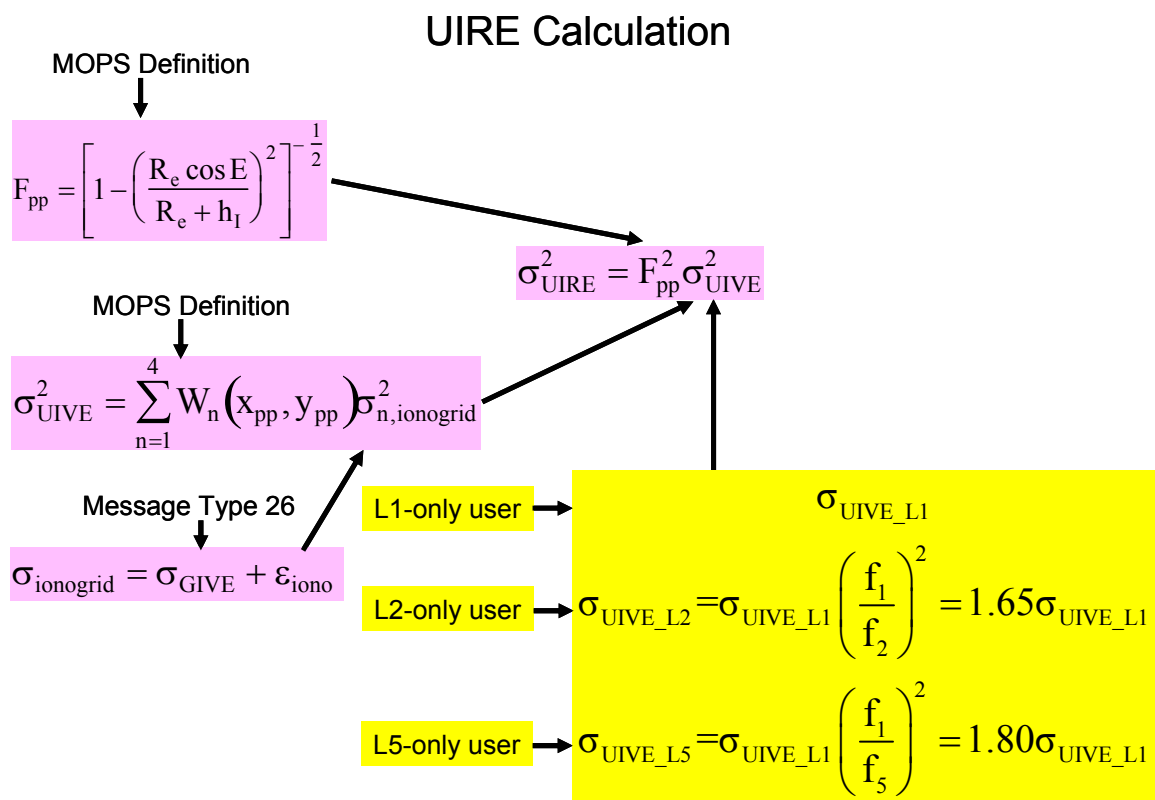 UIRE Calculation
MOPS Definition
F_pp = [1 − (R_e cos E / (R_e + h_I))^2]^(−1/2)
σ²_UIRE = F²_pp σ²_UIVE
MOPS Definition
σ²_UIVE = Σ_{n=1}^{4} W_n(x_pp, y_pp) σ²_{n,ionogrid}
Message Type 26
σ_ionogrid = σ_GIVE + ε_iono
L1-only user
σ_UIVE_L1
L2-only user
σ_UIVE_L2 = σ_UIVE_L1 (f_1 / f_2)^2 = 1.65σ_UIVE_L1
L5-only user
σ_UIVE_L5 = σ_UIVE_L1 (f_1 / f_5)^2 = 1.80σ_UIVE_L1